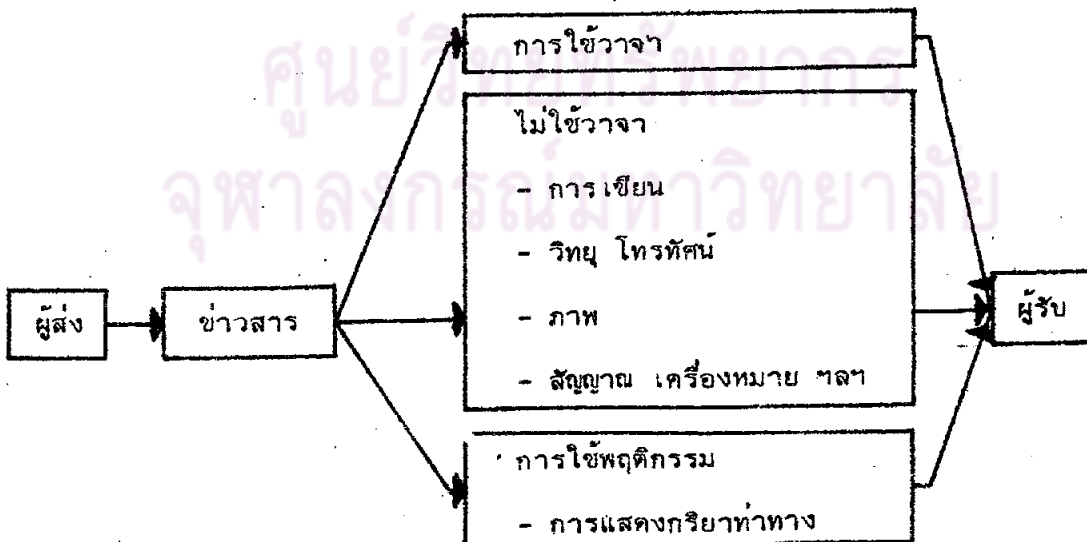 การใช้วาจา
ศูนย์วิทยทรัพยากร
ไม่ใช้วาจา
จุฬาลงกรณ์มหาวิทยาลัย
- การเขียน
- วิทยุ โทรทัศน์
ผู้ส่ง
ข่าวสาร
- ภาพ
ผู้รับ
- สัญญาณ เครื่องหมาย ฯลฯ
การใช้พฤติกรรม
- การแสดงกริยาท่าทาง